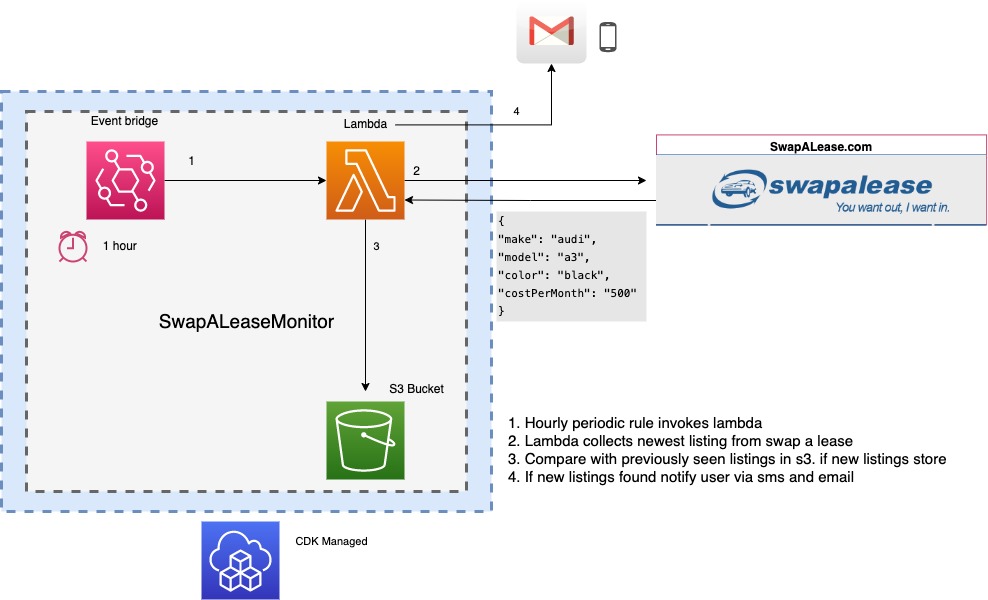 4
Event bridge
Lambda
SwapALease.com
1
2
swapalease
You want out, I want in.
{
"make": "audi",
"model": "a3",
"color": "black",
"costPerMonth": "500"
}
1 hour
3
SwapALeaseMonitor
S3 Bucket
1. Hourly periodic rule invokes lambda
2. Lambda collects newest listing from swap a lease
3. Compare with previously seen listings in s3. if new listings store
4. If new listings found notify user via sms and email
CDK Managed